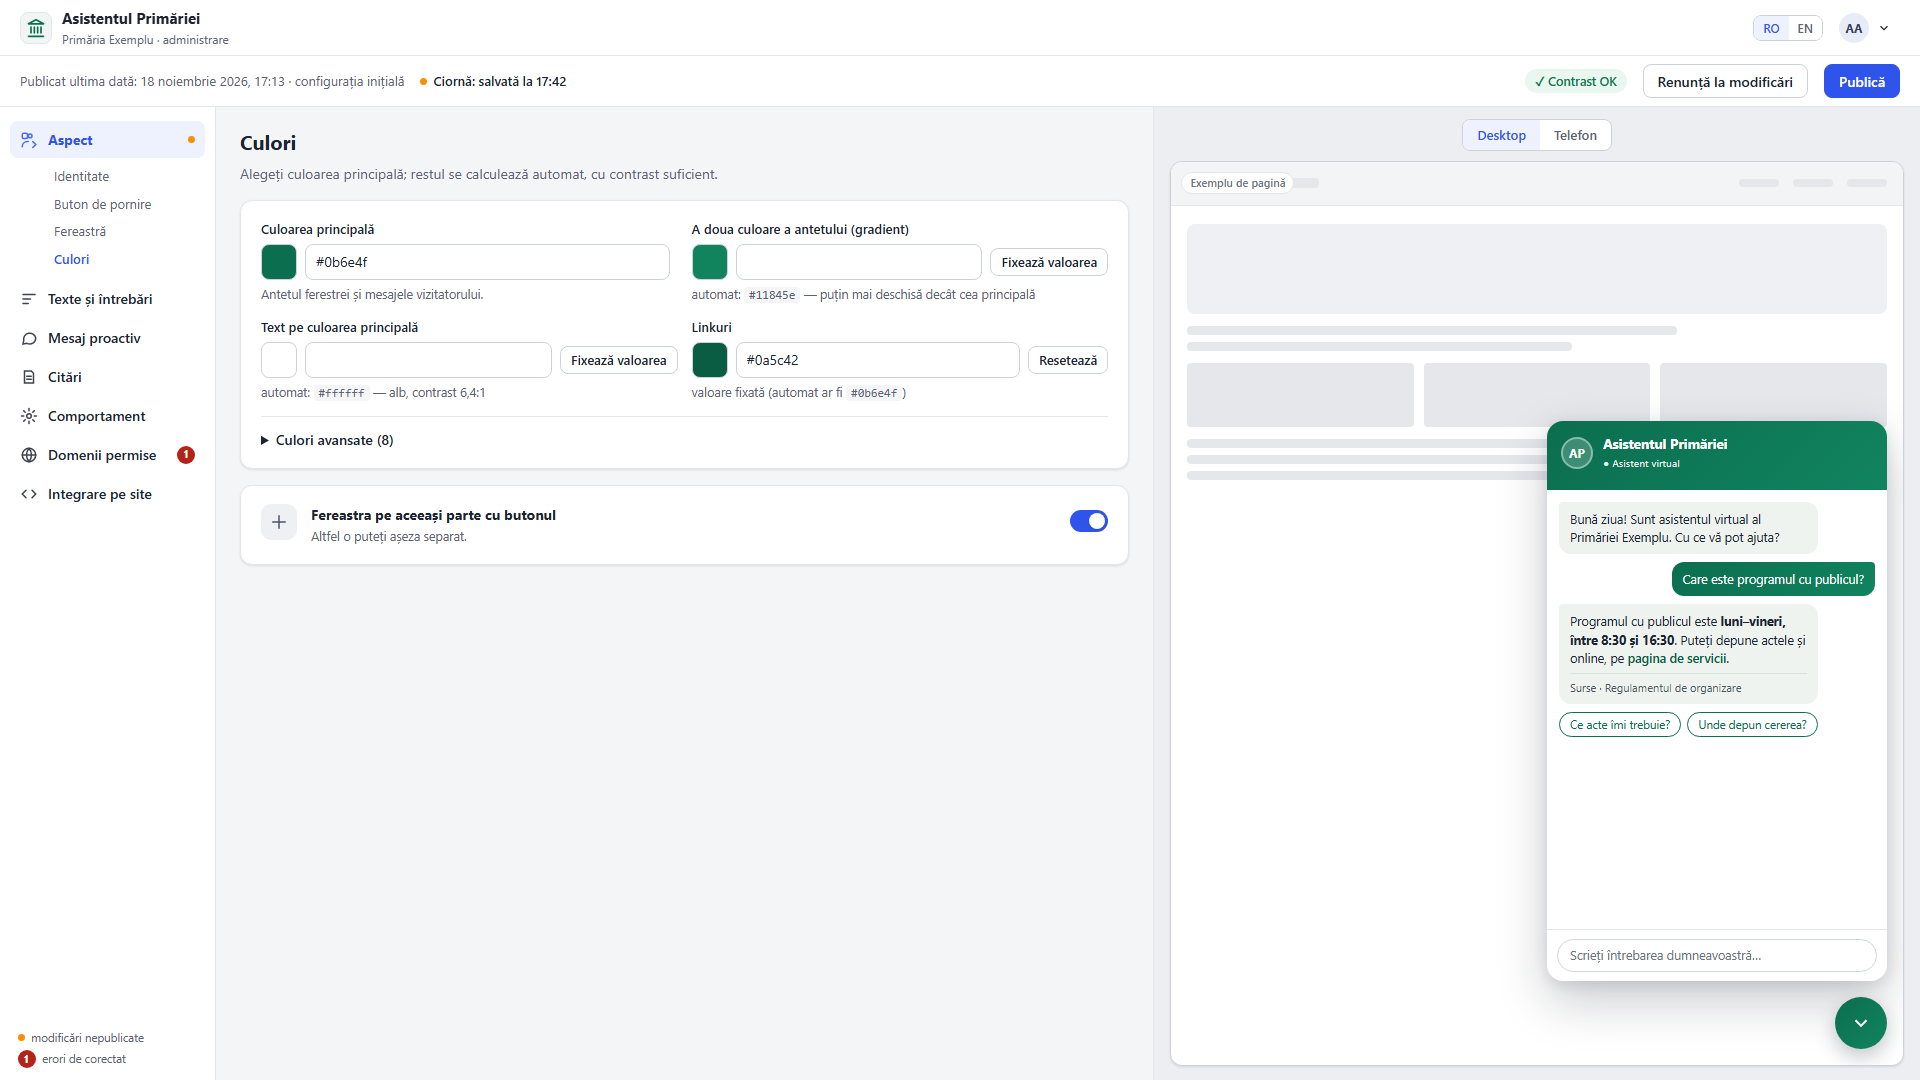 Asistentul Primăriei
Primăria Exemplu · administrare
RO EN AA
Publicat ultima dată: 18 noiembrie 2026, 17:13 · configurația inițială
Ciornă: salvată la 17:42
✓ Contrast OK
Renunță la modificări
Publică
Aspect
Identitate
Buton de pornire
Fereastră
Culori
Texte și întrebări
Mesaj proactiv
Citări
Comportament
Domenii permise 1
Integrare pe site
modificări nepublicate
1 erori de corectat
Culori
Alegeți culoarea principală; restul se calculează automat, cu contrast suficient.
Culoarea principală
#0b6e4f
Antetul ferestrei și mesajele vizitatorului.
A doua culoare a antetului (gradient)
Fixează valoarea
automat: #11845e — puțin mai deschisă decât cea principală
Text pe culoarea principală
Fixează valoarea
automat: #ffffff — alb, contrast 6,4:1
Linkuri
#0a5c42
Resetează
valoare fixată (automat ar fi #0b6e4f )
Culori avansate (8)
Fereastra pe aceeași parte cu butonul
Altfel o puteți așeza separat.
Desktop Telefon
Exemplu de pagină
AP
Asistentul Primăriei
Asistent virtual
Bună ziua! Sunt asistentul virtual al
Primăriei Exemplu. Cu ce vă pot ajuta?
Care este programul cu publicul?
Programul cu publicul este luni–vineri,
între 8:30 și 16:30. Puteți depune actele și
online, pe pagina de servicii.
Surse · Regulamentul de organizare
Ce acte îmi trebuie?
Unde depun cererea?
Scrieți întrebarea dumneavoastră...